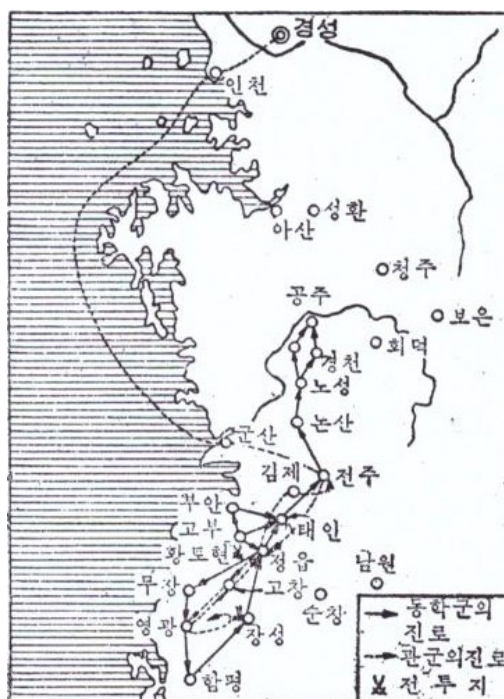 경성
인천
아산
성환
청주
공주
보은
회덕
경천
노성
논산
군산
김제
전주
부안
고부
태인
황도현
정읍
남원
무장
고창
순창
영광
장성
함평
동학군의
진로
관군의진로
전투지